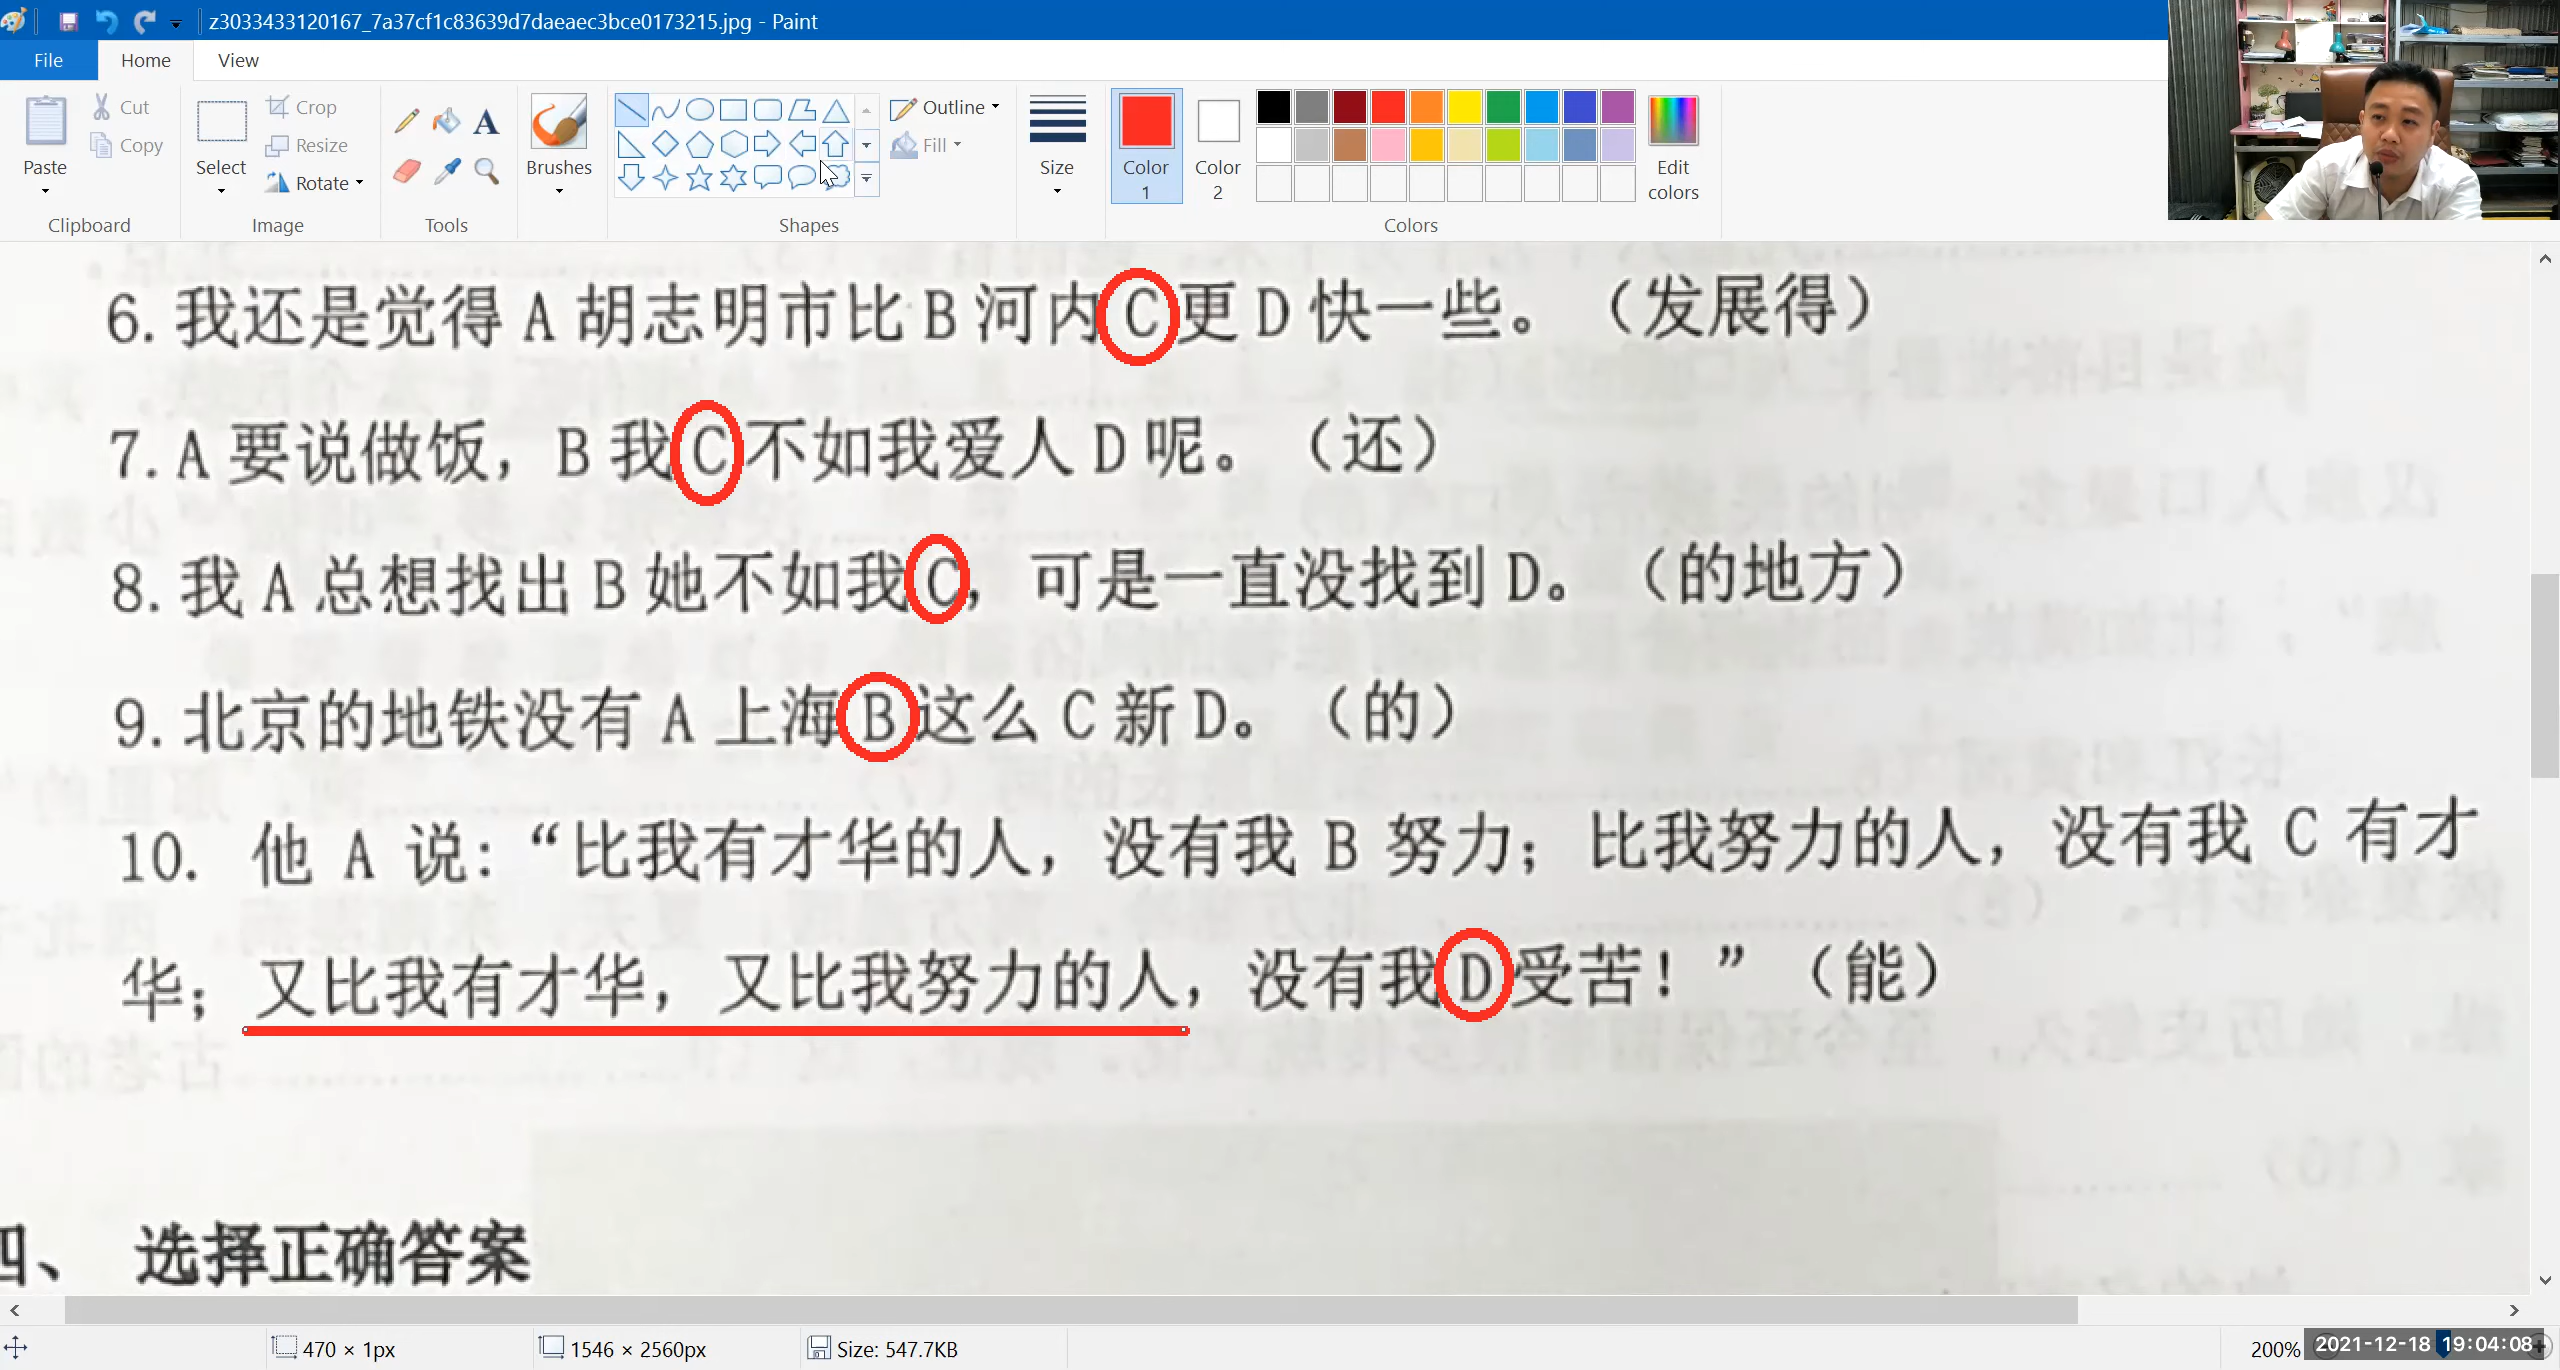 z3033433120167_7a37cf1c83639d7daeaec3bce0173215.jpg - Paint
File Home View
Paste Cut Copy Clipboard
Select Crop Resize Rotate Image
Tools
Brushes
Outline Fill Shapes
Size
Color 1 Color 2 Edit colors Colors
6. 我还是觉得 A 胡志明市比 B 河内 C 更 D 快一些。（发展得）
7. A 要说做饭，B 我 C 不如我爱人 D 呢。（还）
8. 我 A 总想找出 B 她不如我 C，可是一直没找到 D。（的地方）
9. 北京的地铁没有 A 上海 B 这么 C 新 D。（的）
10. 他 A 说：“比我有才华的人，没有我 B 努力；比我努力的人，没有我 C 有才
华；又比我有才华，又比我努力的人，没有我 D 受苦！”（能）
四、 选择正确答案
470 × 1px 1546 × 2560px Size: 547.7KB 200% 2021-12-18 19:04:08